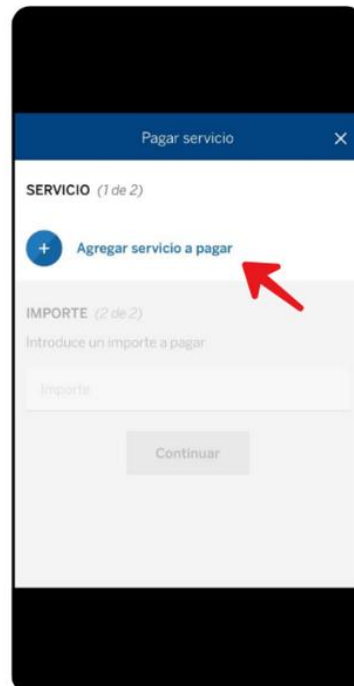 Pagar servicio
SERVICIO (1 de 2)
Agregar servicio a pagar
IMPORTE (2 de 2)
Introduce un importe a pagar
Importe
Continuar